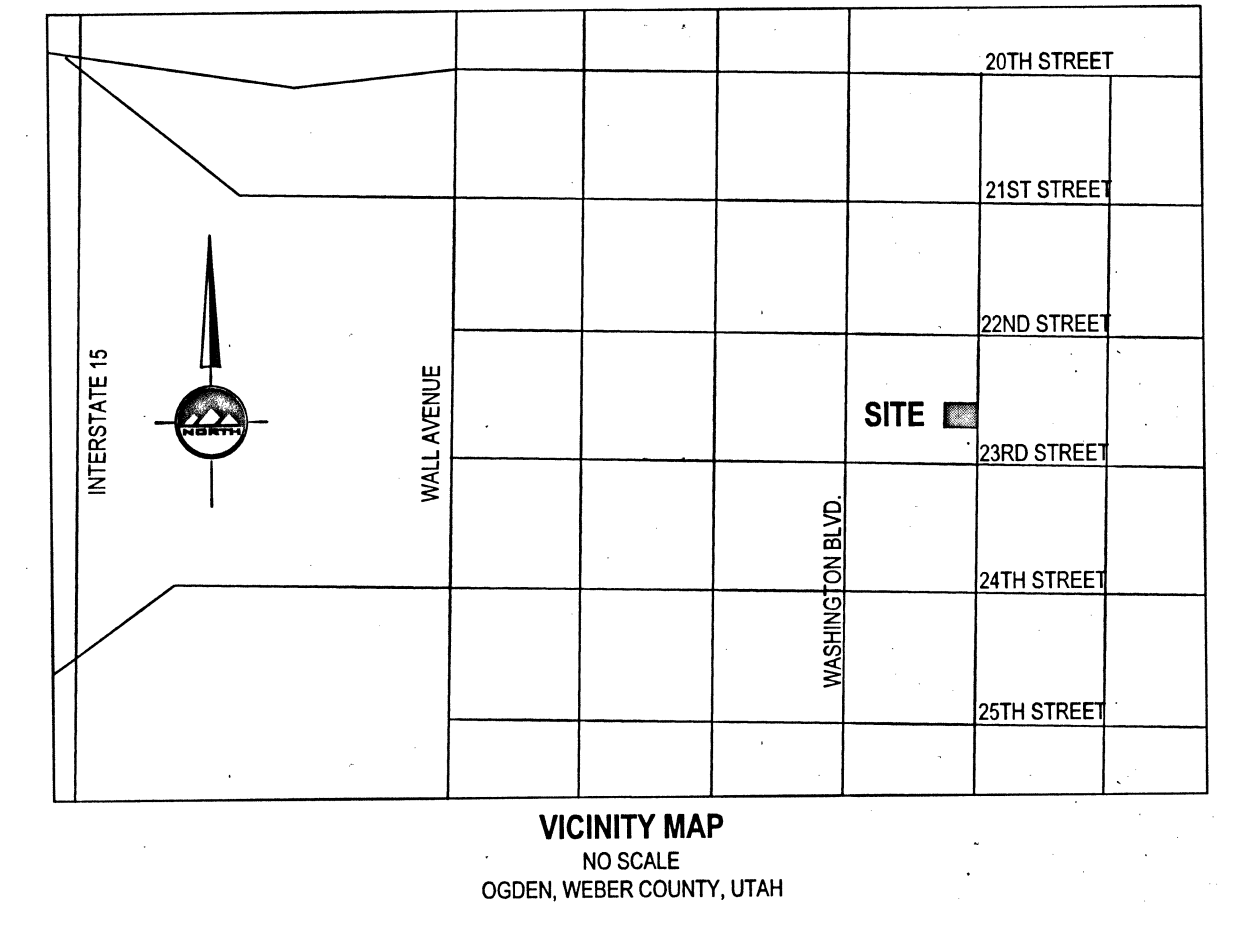 20TH STREET
21ST STREET
22ND STREET
INTERSTATE 15
NORTH
WALL AVENUE
SITE
23RD STREET
WASHINGTON BLVD.
24TH STREET
25TH STREET
VICINITY MAP
NO SCALE
OGDEN, WEBER COUNTY, UTAH